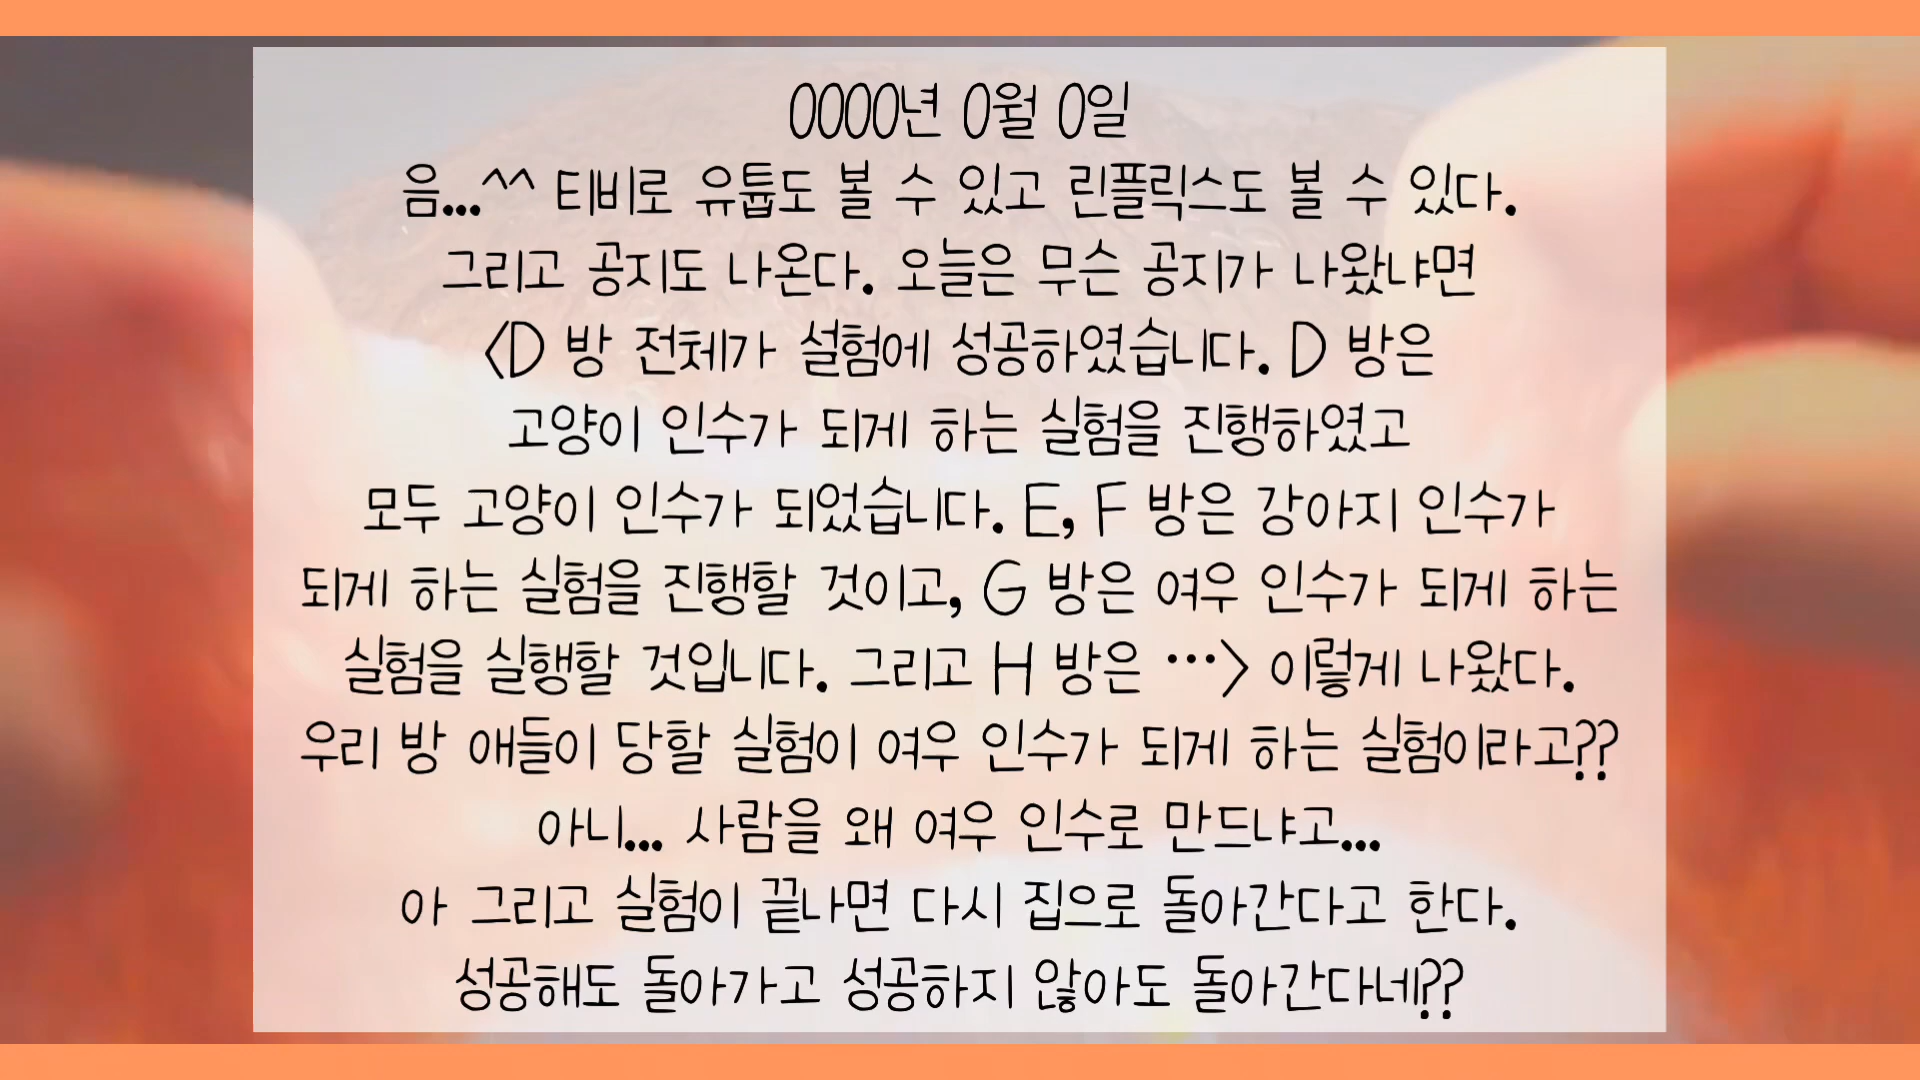 0000년 0월 0일
음...^^ 티비로 유튭도 볼 수 있고 린플릭스도 볼 수 있다.
그리고 공지도 나온다. 오늘은 무슨 공지가 나왔냐면
<D 방 전체가 설험에 성공하였습니다. D 방은
고양이 인수가 되게 하는 실험을 진행하였고
모두 고양이 인수가 되었습니다. E, F 방은 강아지 인수가
되게 하는 실험을 진행할 것이고, G 방은 여우 인수가 되게 하는
실험을 실행할 것입니다. 그리고 H 방은 …> 이렇게 나왔다.
우리 방 애들이 당할 실험이 여우 인수가 되게 하는 실험이라고??
아니... 사람을 왜 여우 인수로 만드냐고...
아 그리고 실험이 끝나면 다시 집으로 돌아간다고 한다.
성공해도 돌아가고 성공하지 않아도 돌아간다네??